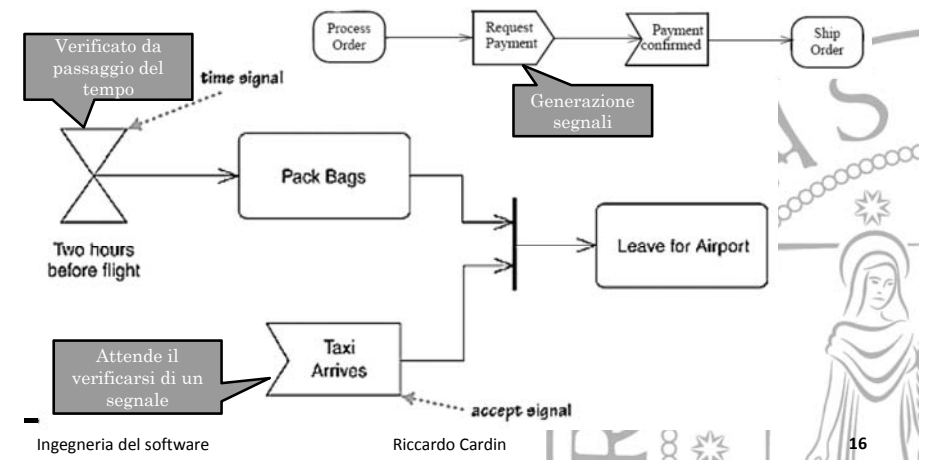 Process
Order
Request
Payment
Payment
confirmed
Ship
Order
Verificato da
passaggio del
tempo
time signal
Generazione
segnali
Pack Bags
Two hours
before flight
Leave for Airport
Taxi
Arrives
Attende il
verificarsi di un
segnale
accept signal
AS
Ingegneria del software
Riccardo Cardin
16